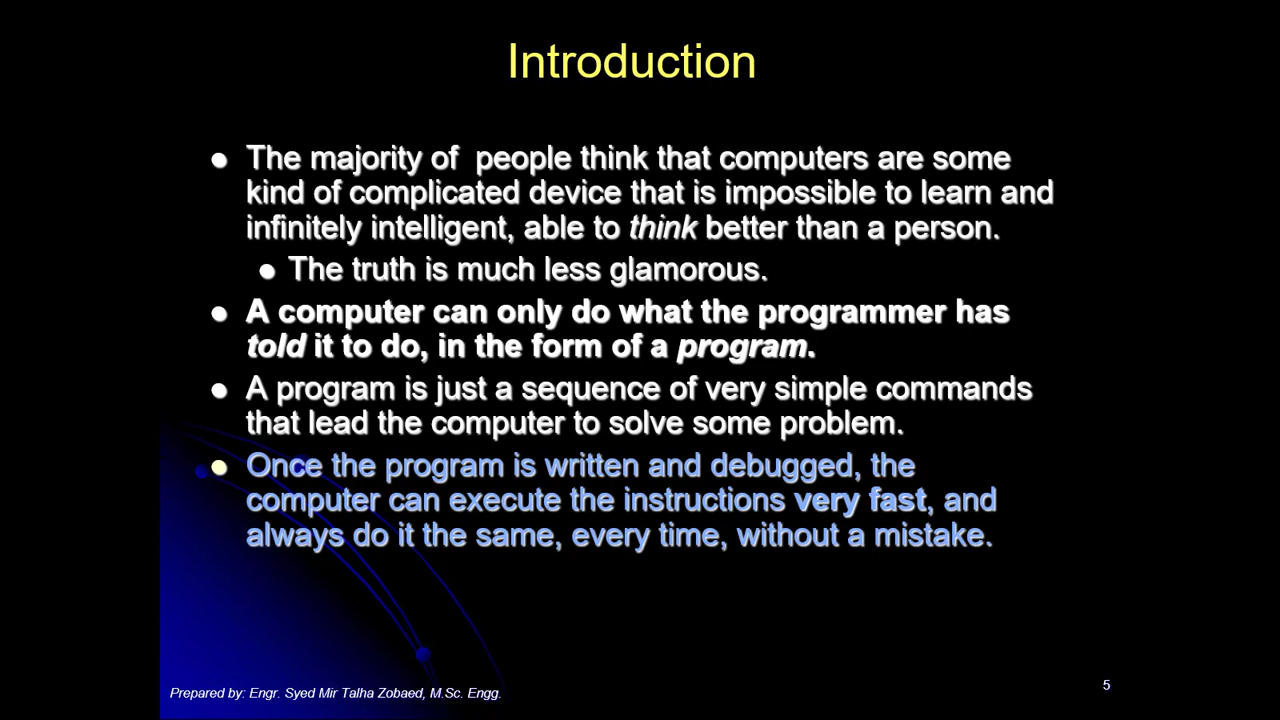 Introduction
● The majority of  people think that computers are some
kind of complicated device that is impossible to learn and
infinitely intelligent, able to think better than a person.
● The truth is much less glamorous.
● A computer can only do what the programmer has
told it to do, in the form of a program.
● A program is just a sequence of very simple commands
that lead the computer to solve some problem.
● Once the program is written and debugged, the
computer can execute the instructions very fast, and
always do it the same, every time, without a mistake.
Prepared by: Engr. Syed Mir Talha Zobaed, M.Sc. Engg.
5